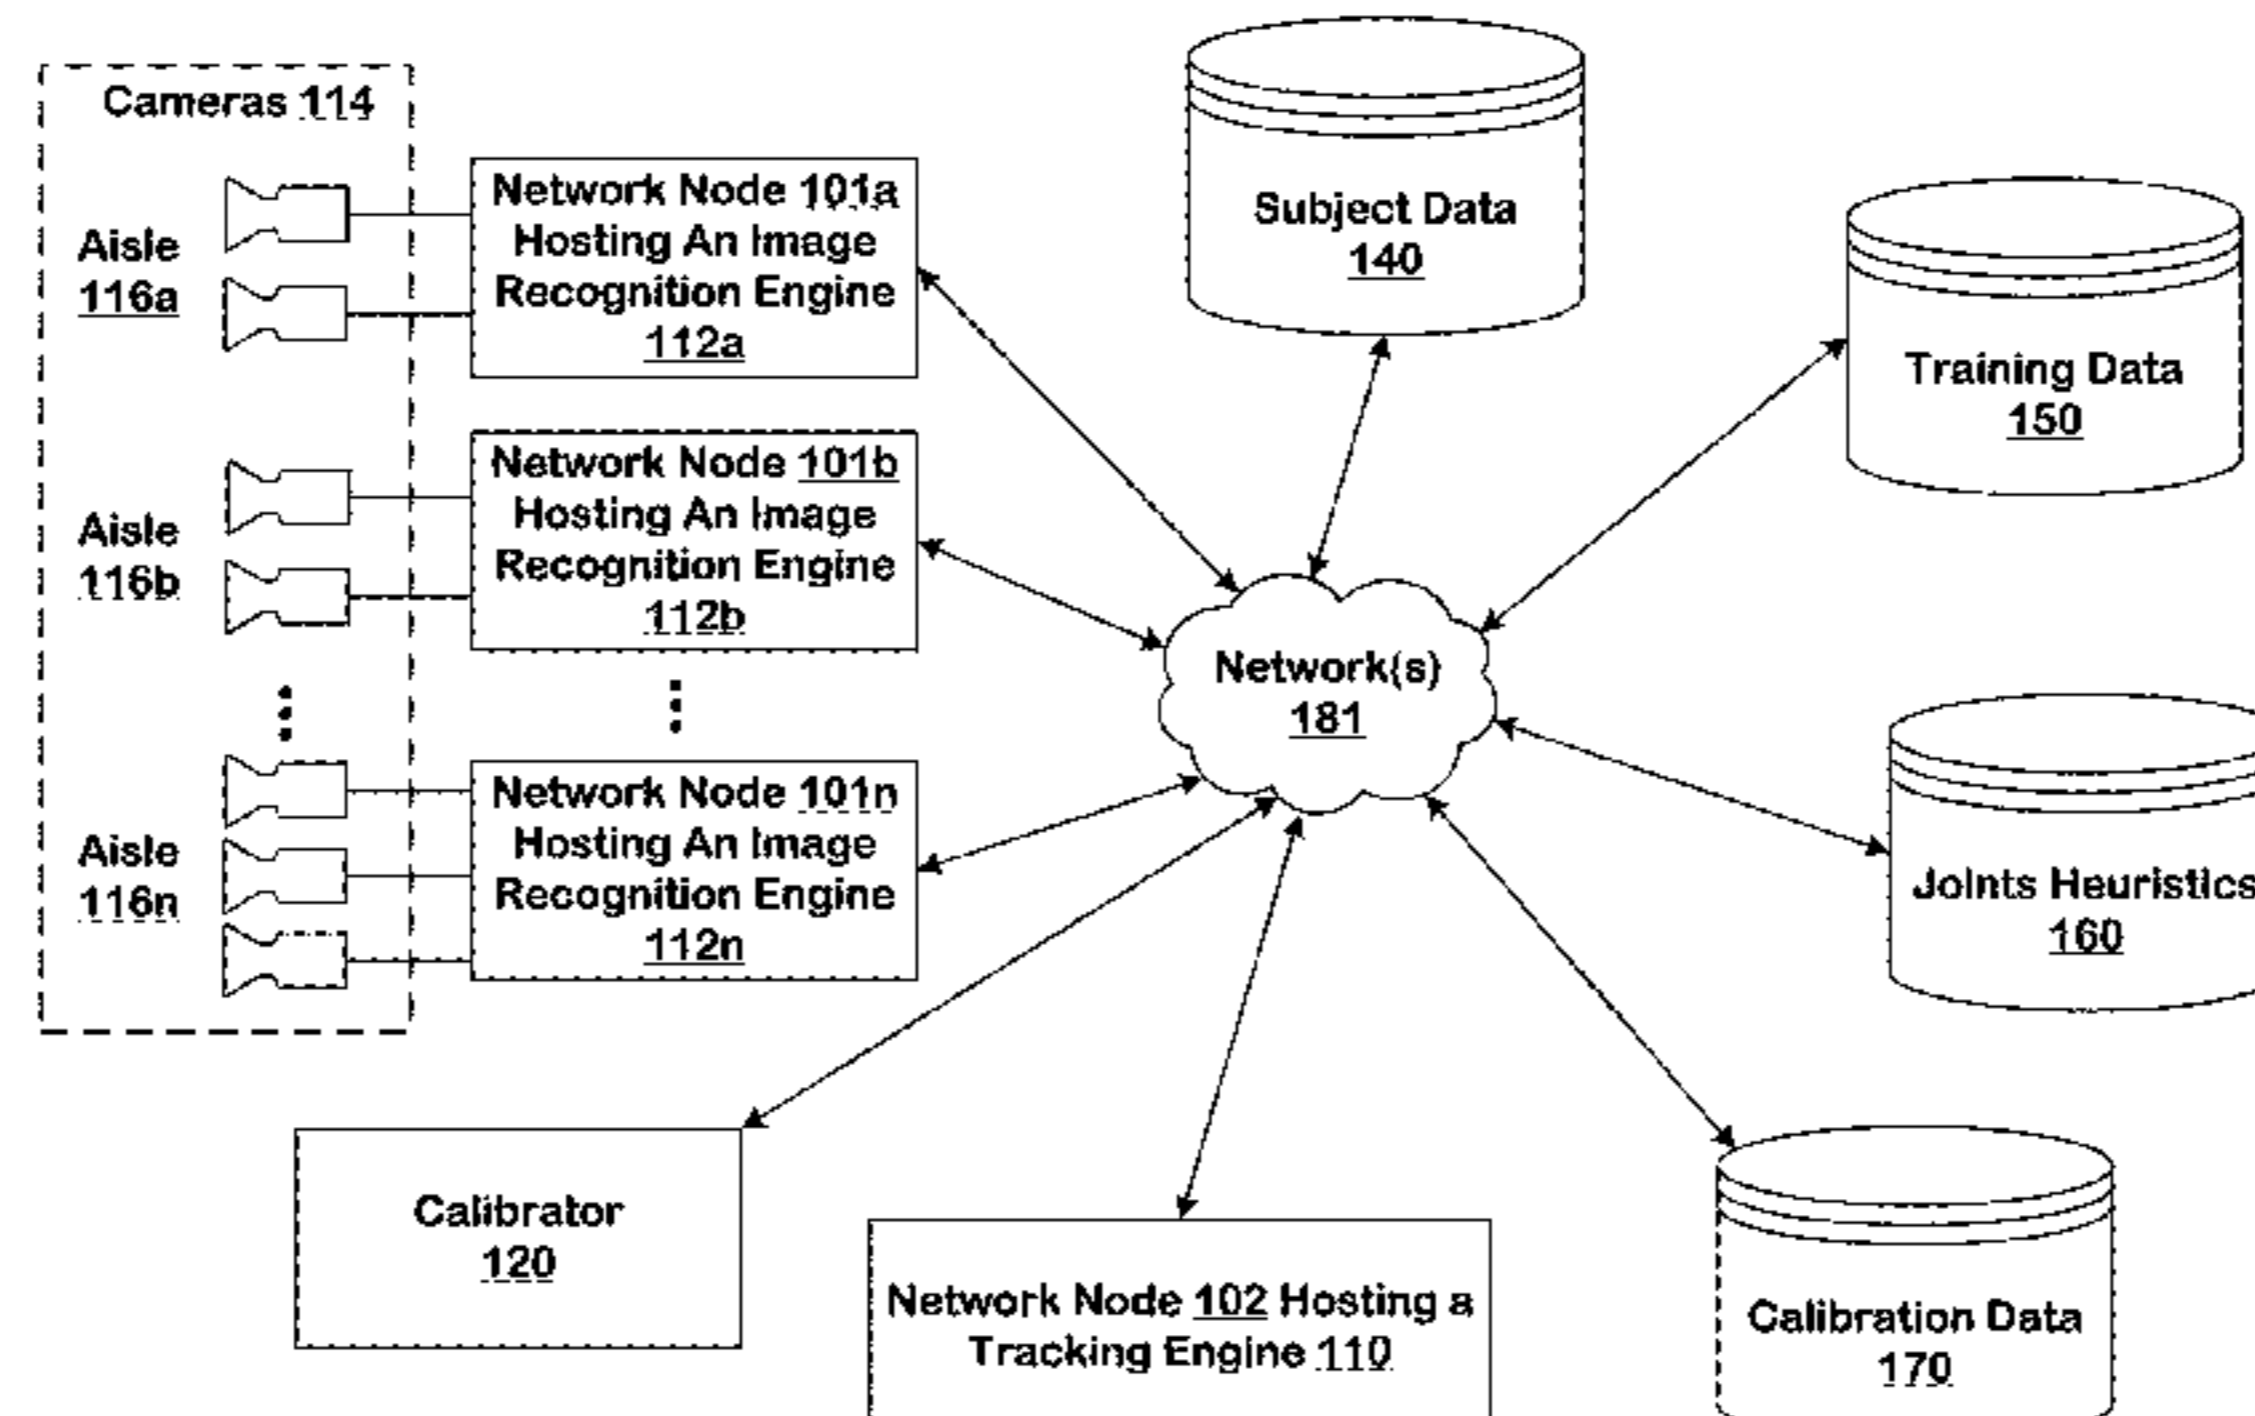 Cameras 114
Aisle
116a
Network Node 101a
Hosting An Image
Recognition Engine
112a
Subject Data
140
Training Data
150
Aisle
116b
Network Node 101b
Hosting An Image
Recognition Engine
112b
Network(s)
181
Aisle
116n
Network Node 101n
Hosting An Image
Recognition Engine
112n
Joints Heuristics
160
Calibrator
120
Network Node 102 Hosting a
Tracking Engine 110
Calibration Data
170